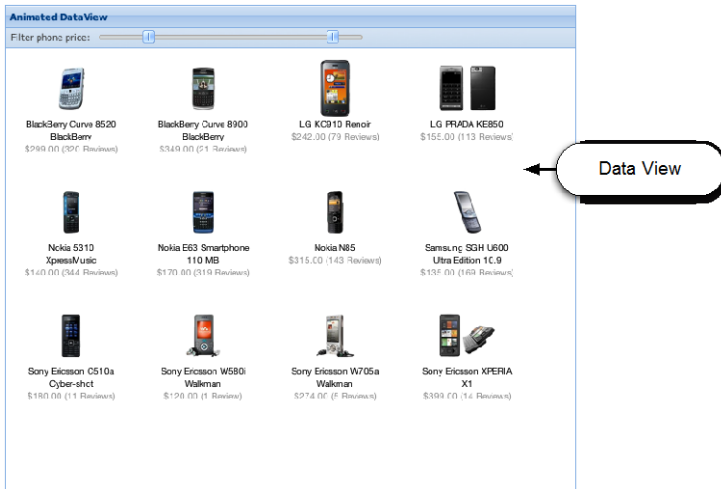 Animated DataView
Filter phone price:
BlackBerry Curve 8520
BlackBerry
$299.00 (320 Reviews)
BlackBerry Curve 8900
BlackBerry
$349.00 (21 Reviews)
LG KC910 Renoir
$242.00 (79 Reviews)
LG PRADA KE850
$155.00 (113 Reviews)
Data View
Nokia 5310
XpressMusic
$140.00 (344 Reviews)
Nokia E63 Smartphone
110 MB
$170.00 (319 Reviews)
Nokia N85
$315.00 (143 Reviews)
Samsung SGH U600
Ultra Edition 10.9
$135.00 (169 Reviews)
Sony Ericsson C510a
Cyber-shot
$180.00 (11 Reviews)
Sony Ericsson W580i
Walkman
$120.00 (1 Review)
Sony Ericsson W705a
Walkman
$274.00 (5 Reviews)
Sony Ericsson XPERIA
X1
$399.00 (14 Reviews)